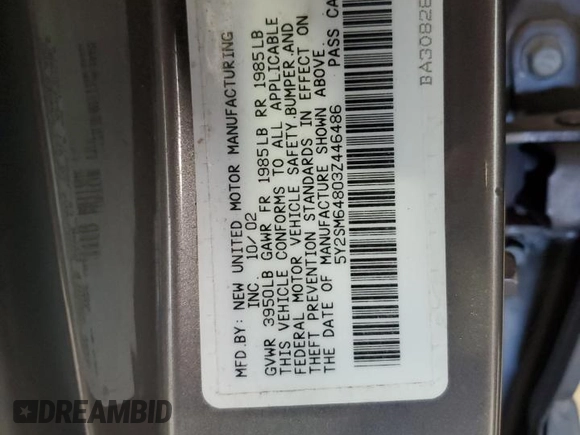 MFD.BY: NEW UNITED MOTOR MANUFACTURING
INC. 10/02
GVWR 3950LB GAWR FR 1985LB RR 1985LB
THIS VEHICLE CONFORMS TO ALL APPLICABLE
FEDERAL MOTOR VEHICLE SAFETY,BUMPER,AND
THEFT PREVENTION STANDARDS IN EFFECT ON
THE DATE OF MANUFACTURE SHOWN ABOVE.
5Y2SM64803Z446486 PASS CA
BA3082B
DREAMBID